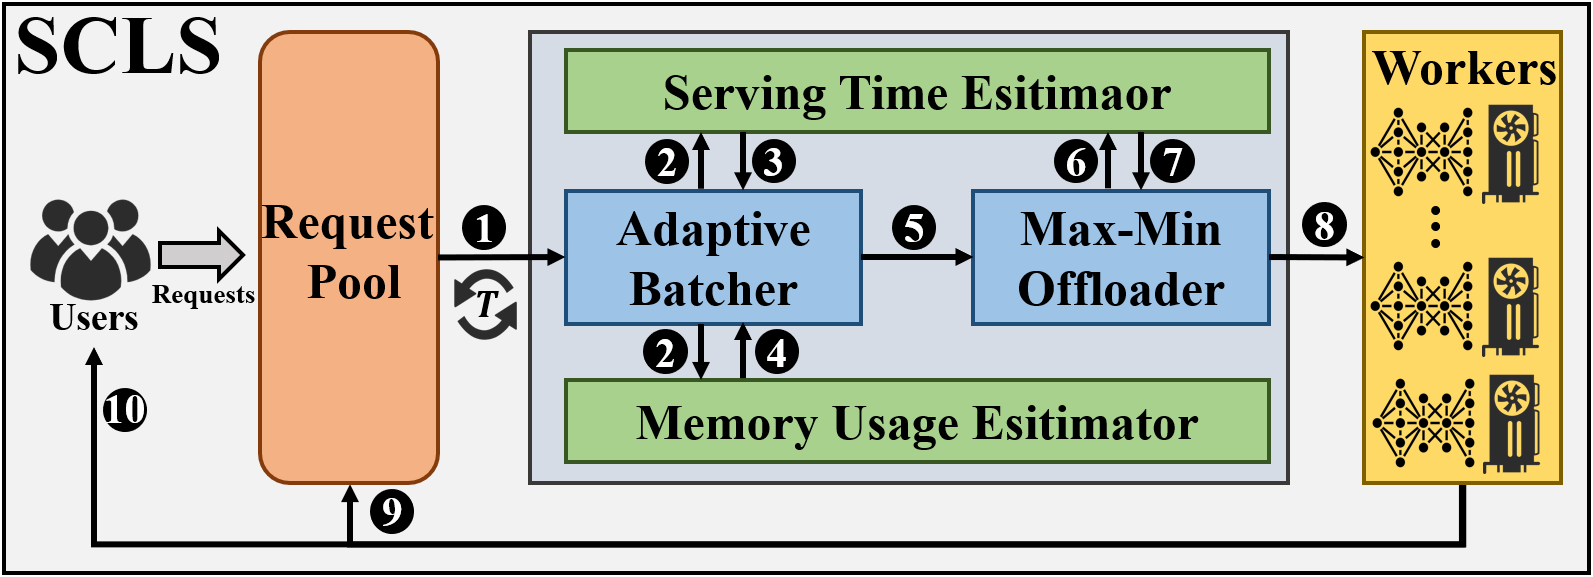 SCLS
Users
Requests
Request
Pool
1
T
Serving Time Esitimaor
2
3
6
7
Adaptive
Batcher
5
Max-Min
Offloader
8
2
4
Memory Usage Esitimator
Workers
9
10